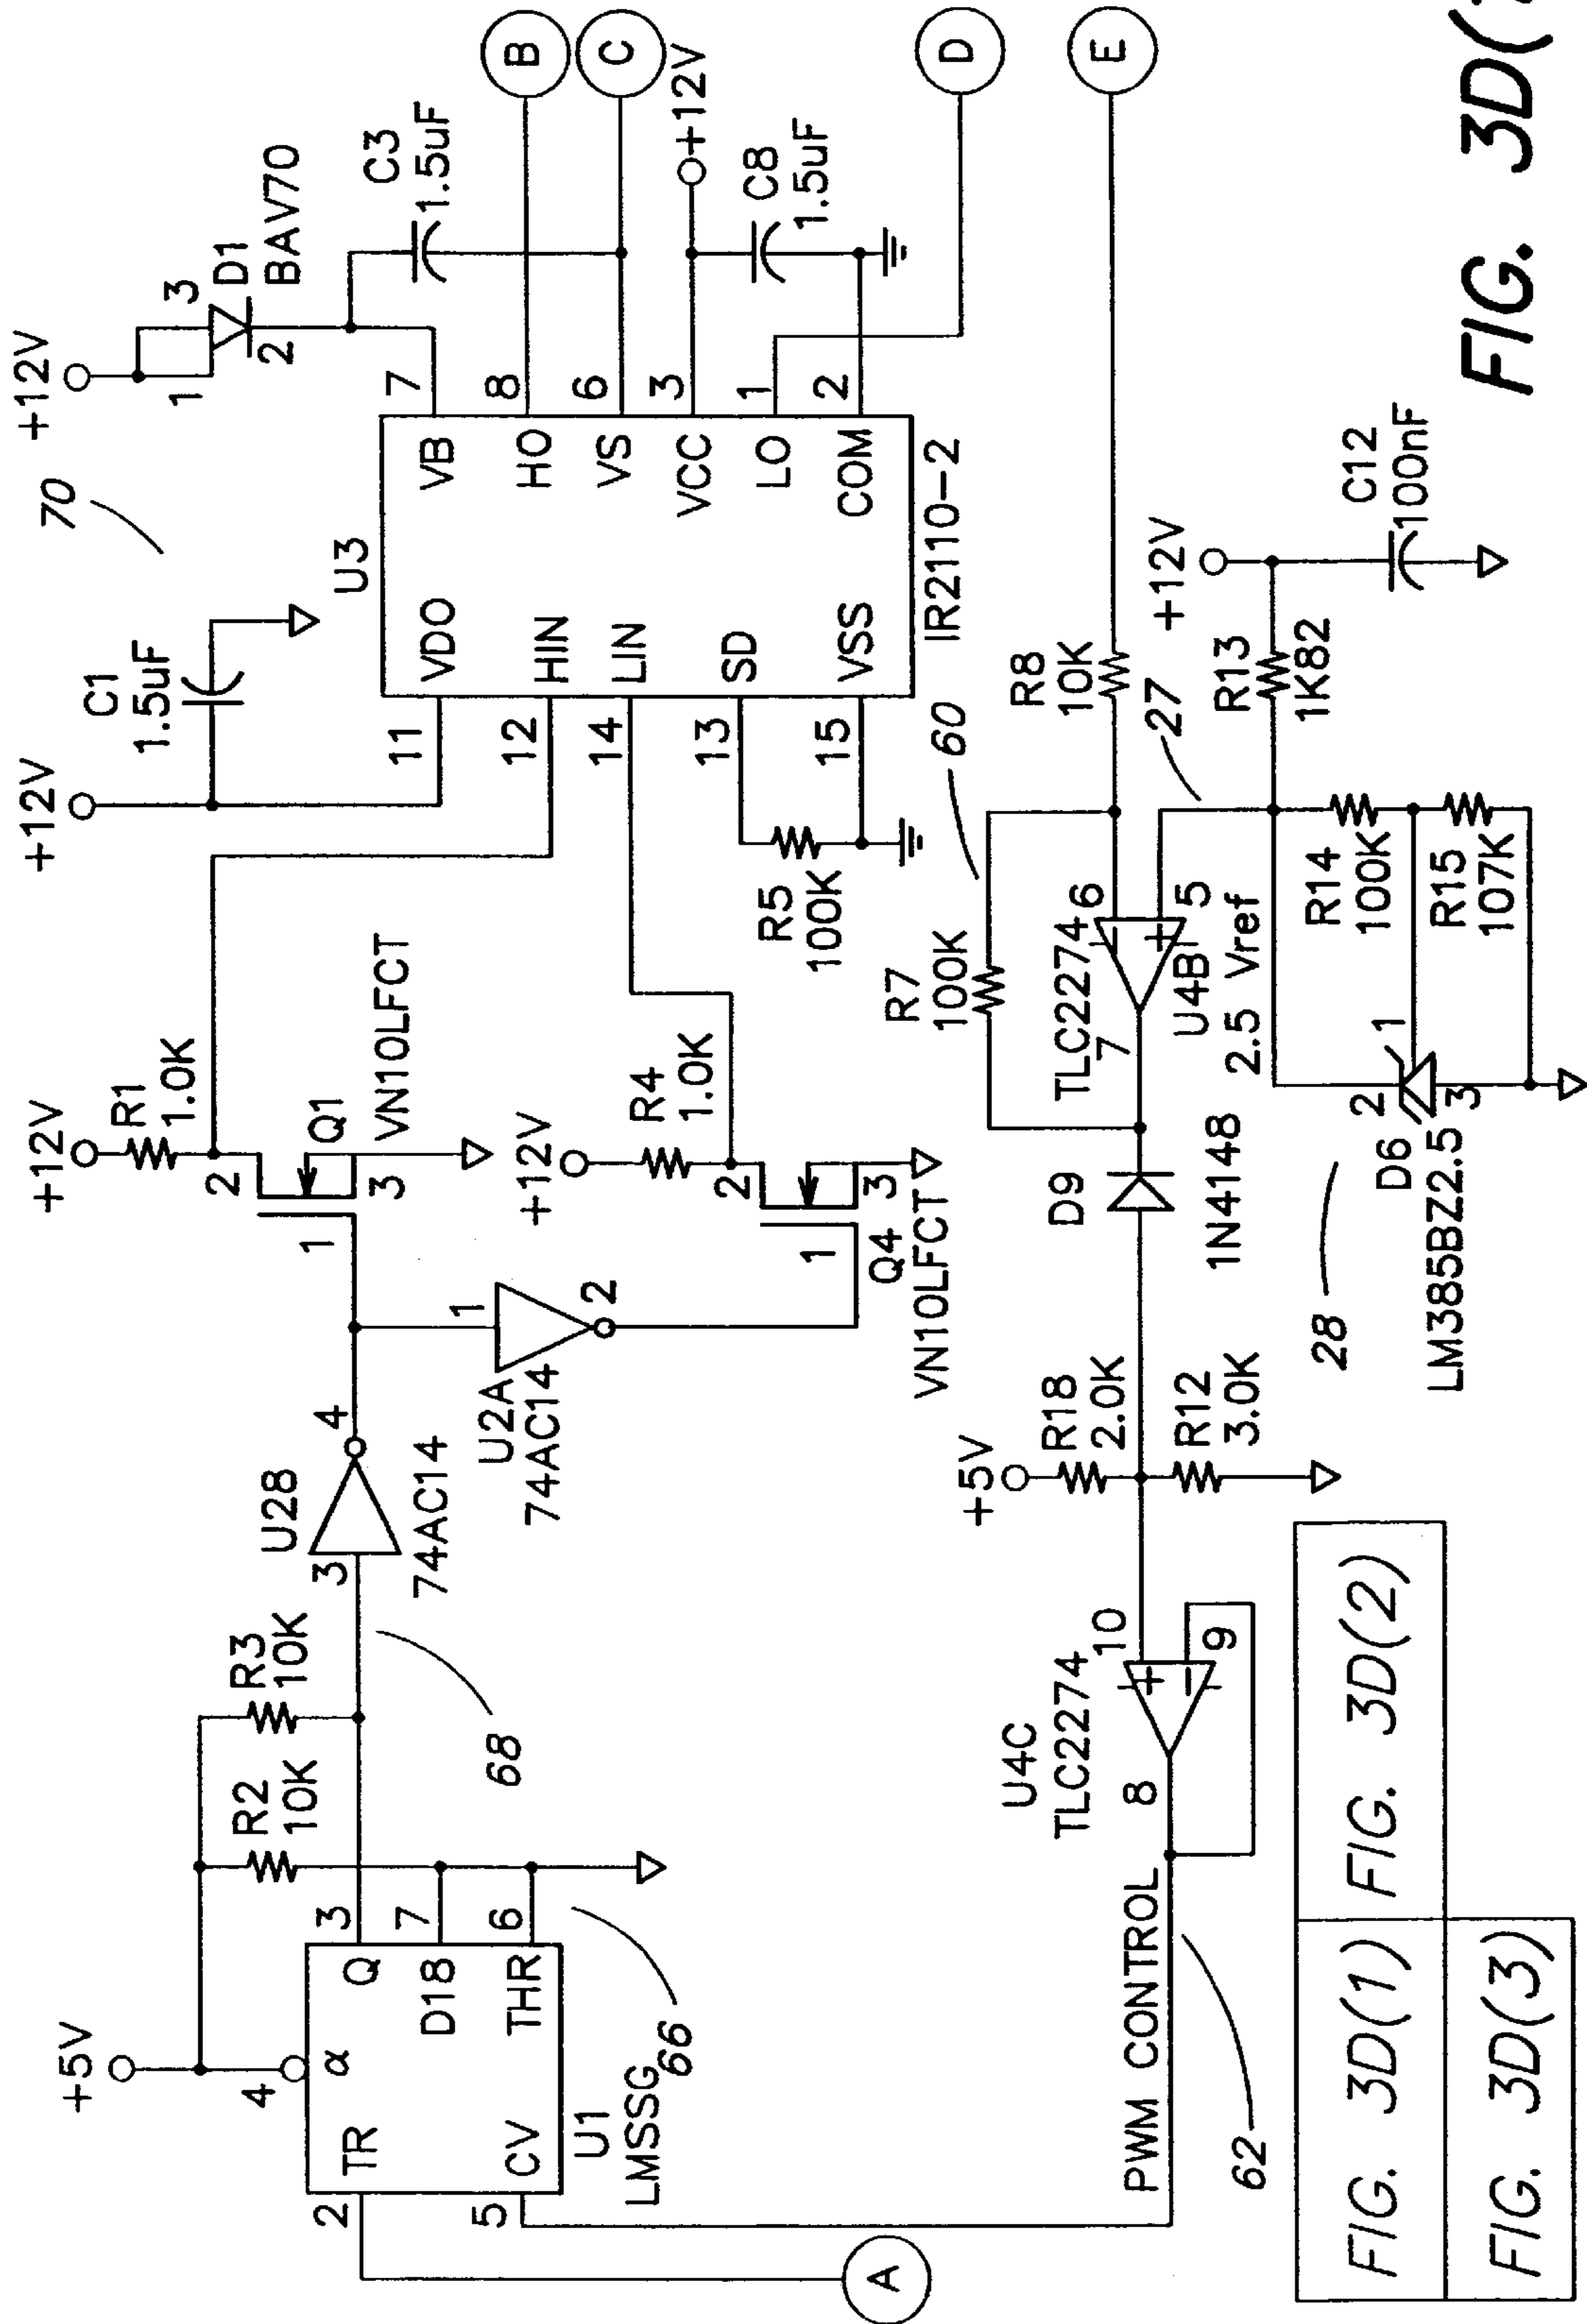 +5V
4
2
TR
α
Q
3
D18
7
CV
5
THR
6
U1
LMSSG
66
A
R2
10K
R3
10K
68
U28
3
4
74AC14
U2A
74AC14
1
2
+12V
R1
1.0K
2
1
3
Q1
VN10LFCT
+12V
R4
1.0K
2
1
3
Q4
VN10LFCT
+12V
C1
1.5uF
70
U3
11
VDO
12
HIN
14
LIN
13
SD
15
VSS
VB
7
HO
8
VS
6
VCC
3
LO
1
COM
2
IR2110-2
R5
100K
+12V
1
3
2
D1
BAV70
C3
1.5uF
B
C
+12V
C8
1.5uF
D
E
PWM CONTROL
62
U4C
TLC2274
8
10
+
−
9
+5V
R18
2.0K
R12
3.0K
D9
1N4148
R7
100K
60
TLC2274
7
6
−
+
5
U4B
2.5 Vref
R8
10K
27
+12V
R13
1K82
C12
100nF
R14
100K
R15
107K
28
D6
2
1
3
LM385BZ2.5
FIG. 3D(1)
FIG. 3D(2)
FIG. 3D(3)
FIG. 3D(